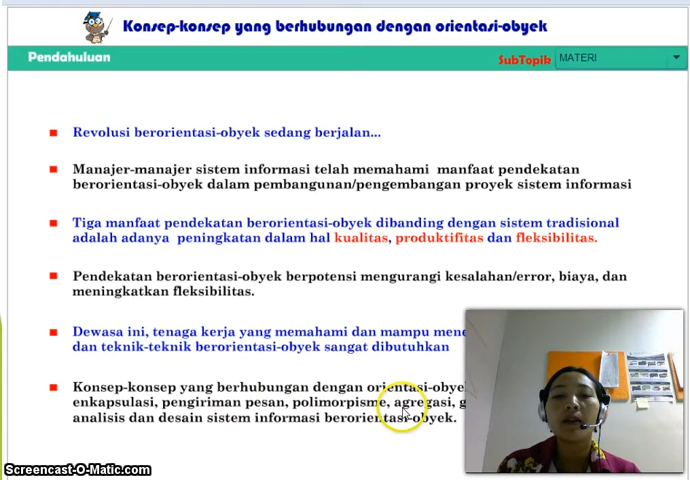 Konsep-konsep yang berhubungan dengan orientasi-obyek
Pendahuluan
SubTopik MATERI
Revolusi berorientasi-obyek sedang berjalan...
Manajer-manajer sistem informasi telah memahami manfaat pendekatan
berorientasi-obyek dalam pembangunan/pengembangan proyek sistem informasi
Tiga manfaat pendekatan berorientasi-obyek dibanding dengan sistem tradisional
adalah adanya peningkatan dalam hal kualitas, produktifitas dan fleksibilitas.
Pendekatan berorientasi-obyek berpotensi mengurangi kesalahan/error, biaya, dan
meningkatkan fleksibilitas.
Dewasa ini, tenaga kerja yang memahami dan mampu mene
dan teknik-teknik berorientasi-obyek sangat dibutuhkan
Konsep-konsep yang berhubungan dengan orientasi-obye
enkapsulasi, pengiriman pesan, polimorpisme, agregasi, g
analisis dan desain sistem informasi berorientasi-obyek.
Screencast-O-Matic.com